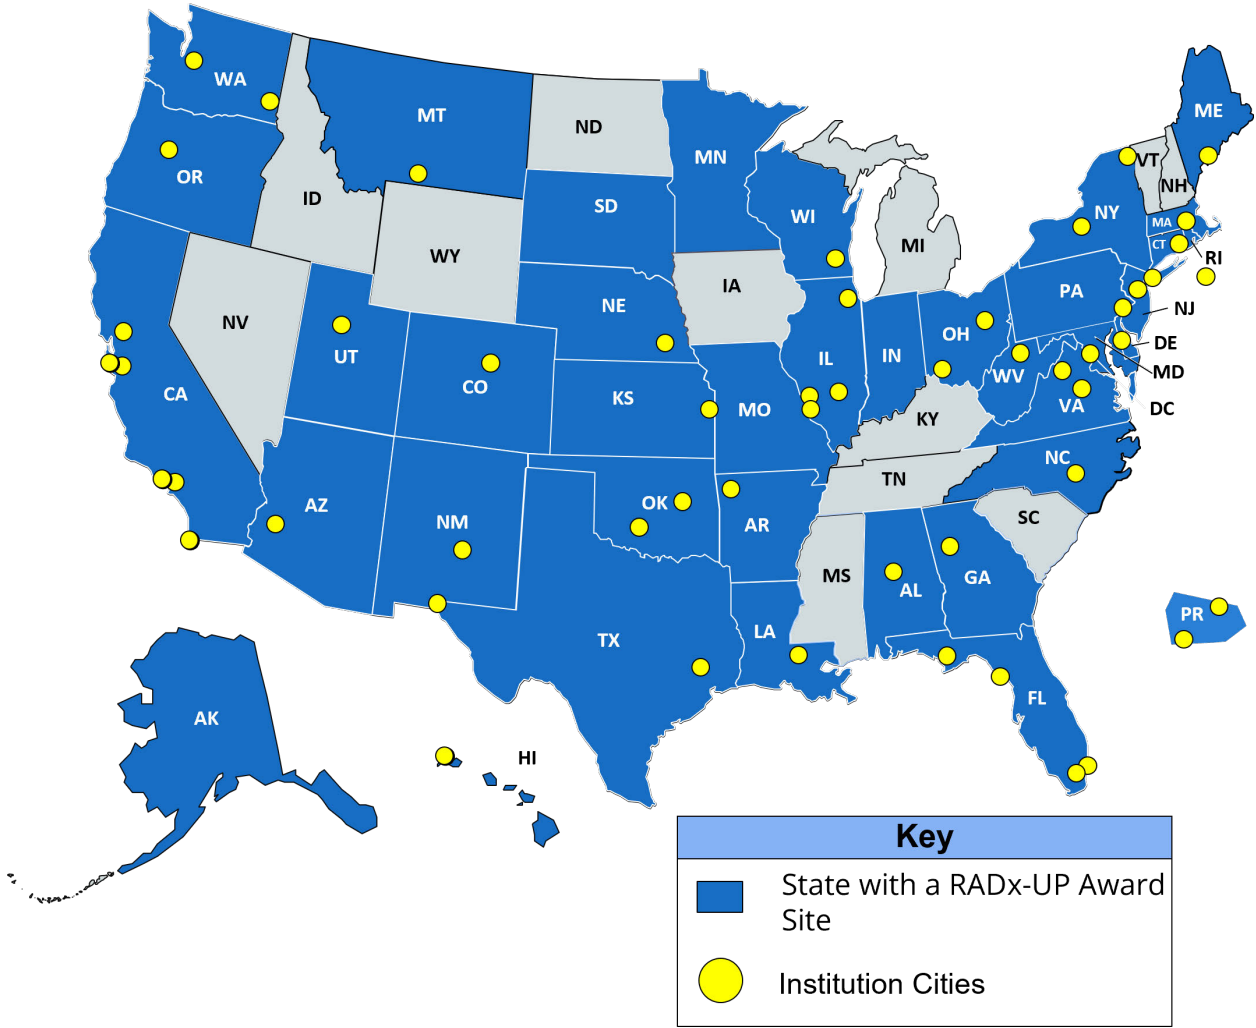 WA
MT
ND
MN
ME
OR
ID
SD
WI
MI
VT
NH
NY
MA
CT
RI
WY
IA
PA
NV
NE
NJ
UT
CO
IL
IN
OH
DE
MD
WV
CA
KS
MO
KY
VA
DC
NC
AZ
NM
OK
AR
TN
SC
MS
AL
GA
PR
TX
LA
FL
AK
HI
Key
State with a RADx-UP Award
Site
Institution Cities